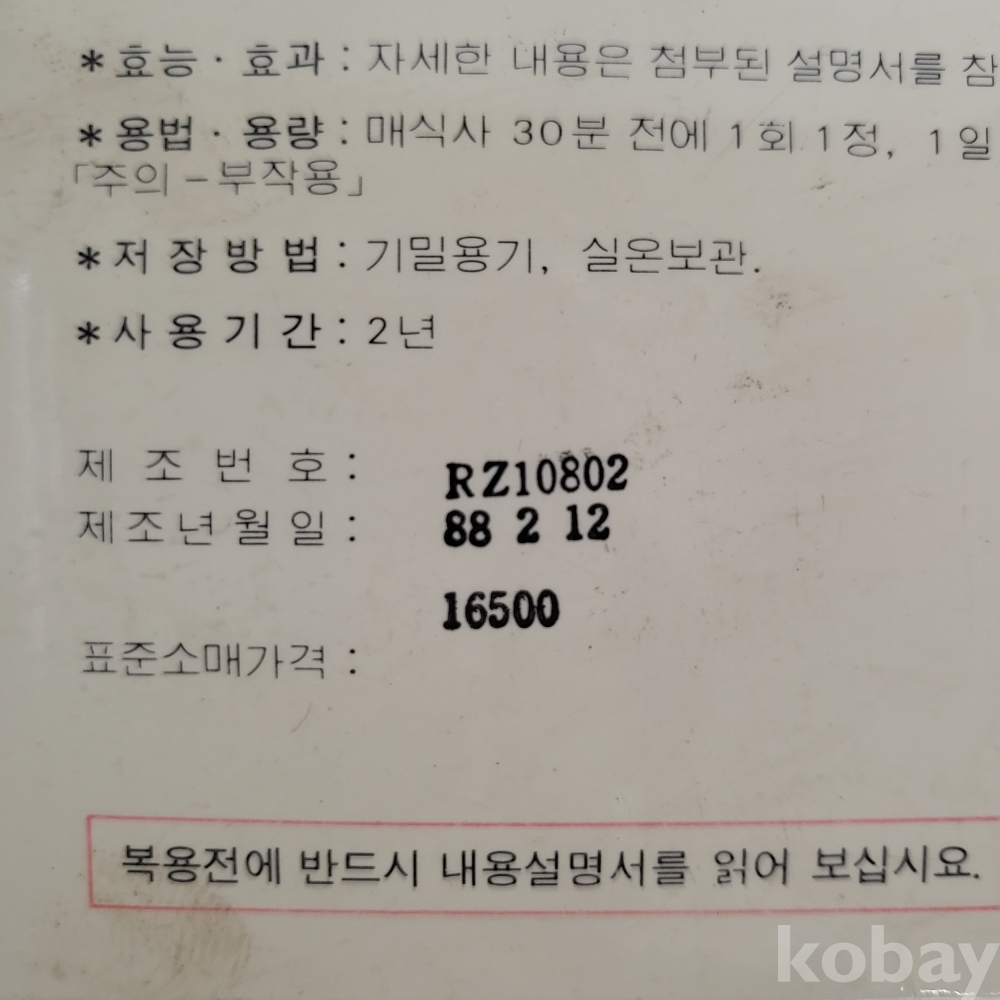 *효능·효과: 자세한 내용은 첨부된 설명서를 참
*용법·용량: 매식사 30분 전에 1회 1정, 1일
「주의-부작용」
*저장방법: 기밀용기, 실온보관.
*사용기간: 2년
제조번호: RZ10802
제조년월일: 88 2 12
16500
표준소매가격:
복용전에 반드시 내용설명서를 읽어 보십시요.
kobay